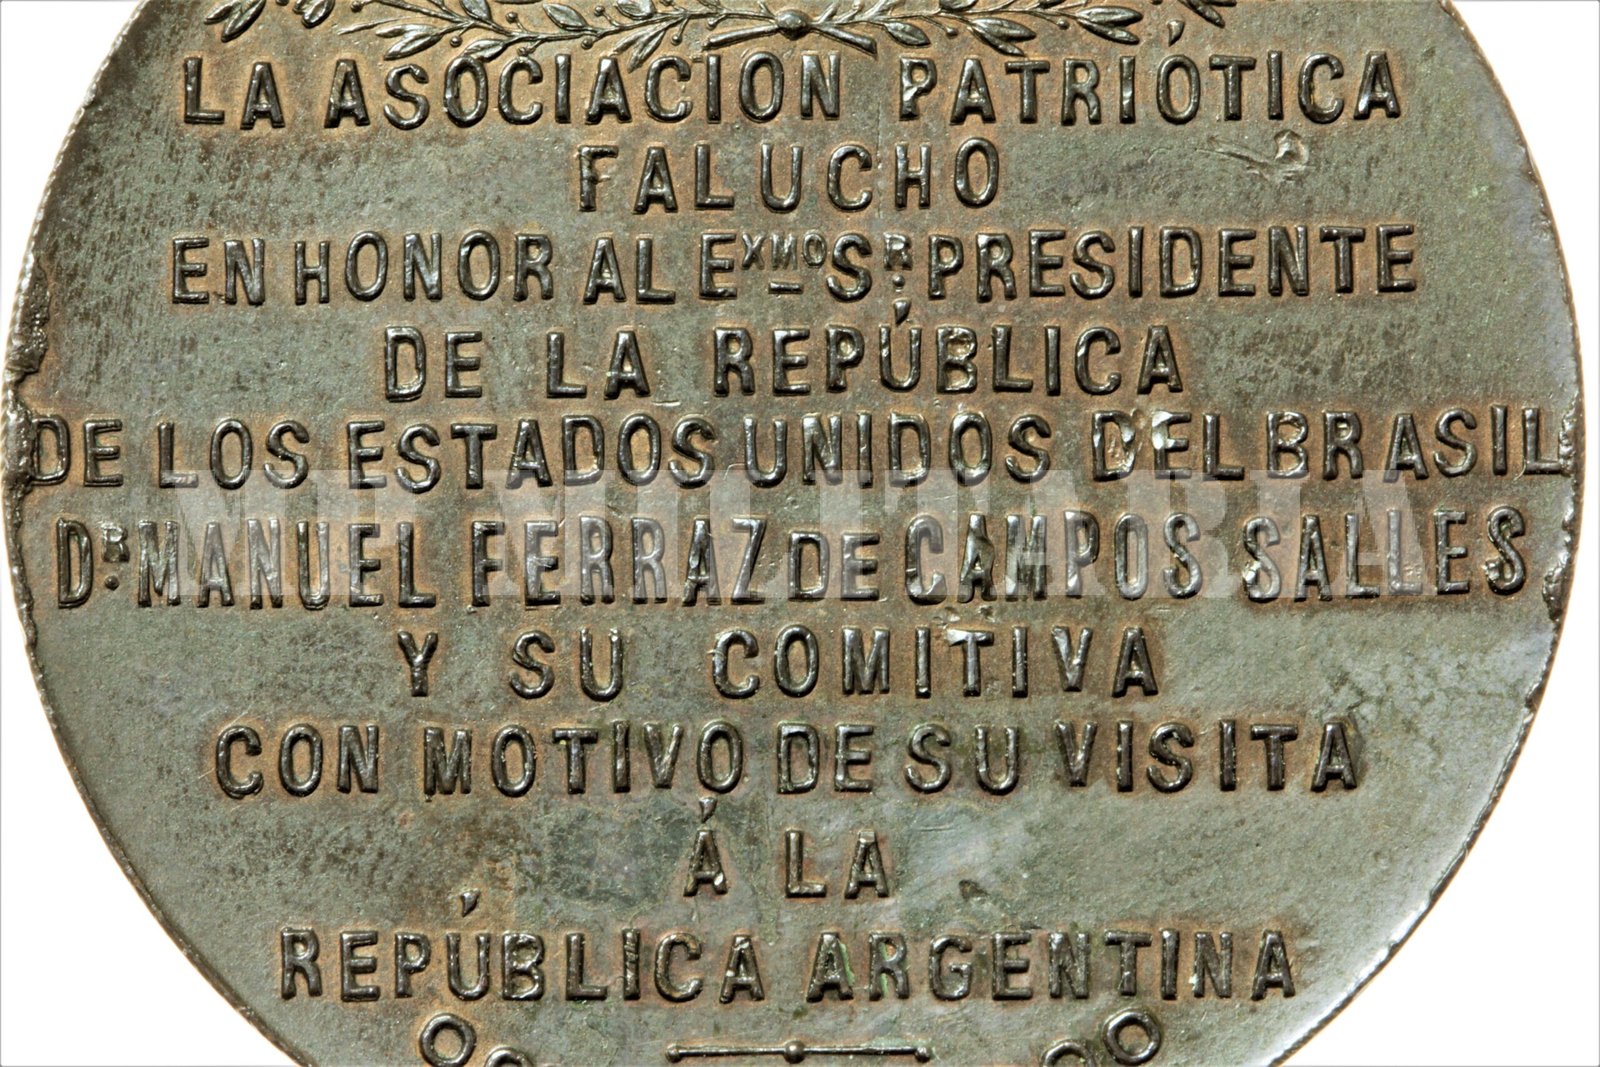 LA ASOCIACION PATRIÓTICA
FALUCHO
EN HONOR AL EXMO SR. PRESIDENTE
DE LA REPÚBLICA
DE LOS ESTADOS UNIDOS DEL BRASIL
DR. MANUEL FERRAZ DE CAMPOS SALLES
Y SU COMITIVA
CON MOTIVO DE SU VISITA
Á LA
REPÚBLICA ARGENTINA